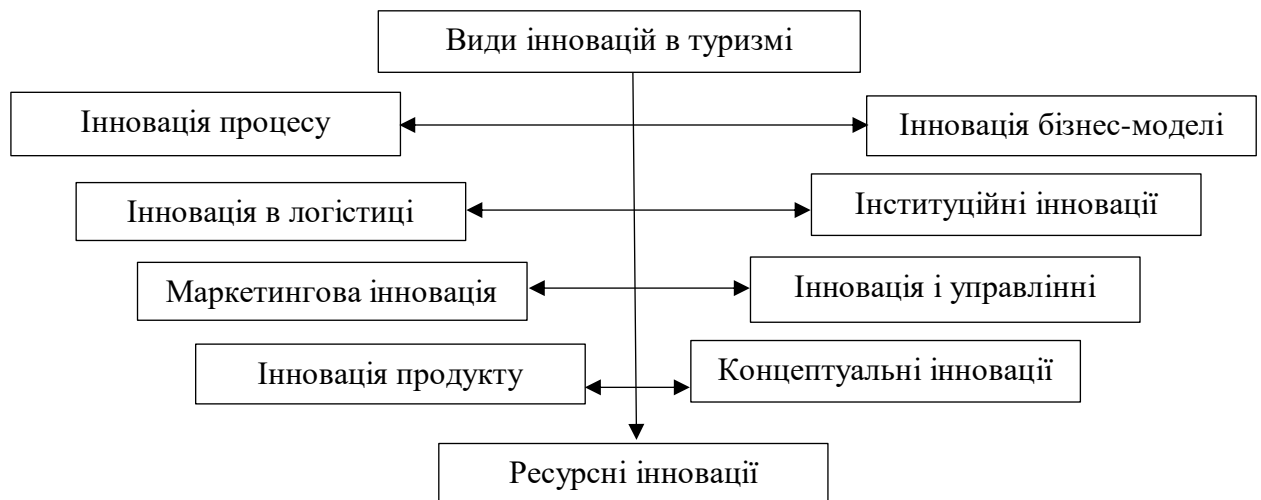 Види інновацій в туризмі
Інновація процесу
Інновація бізнес-моделі
Інновація в логістиці
Інституційні інновації
Маркетингова інновація
Інновація і управлінні
Інновація продукту
Концептуальні інновації
Ресурсні інновації